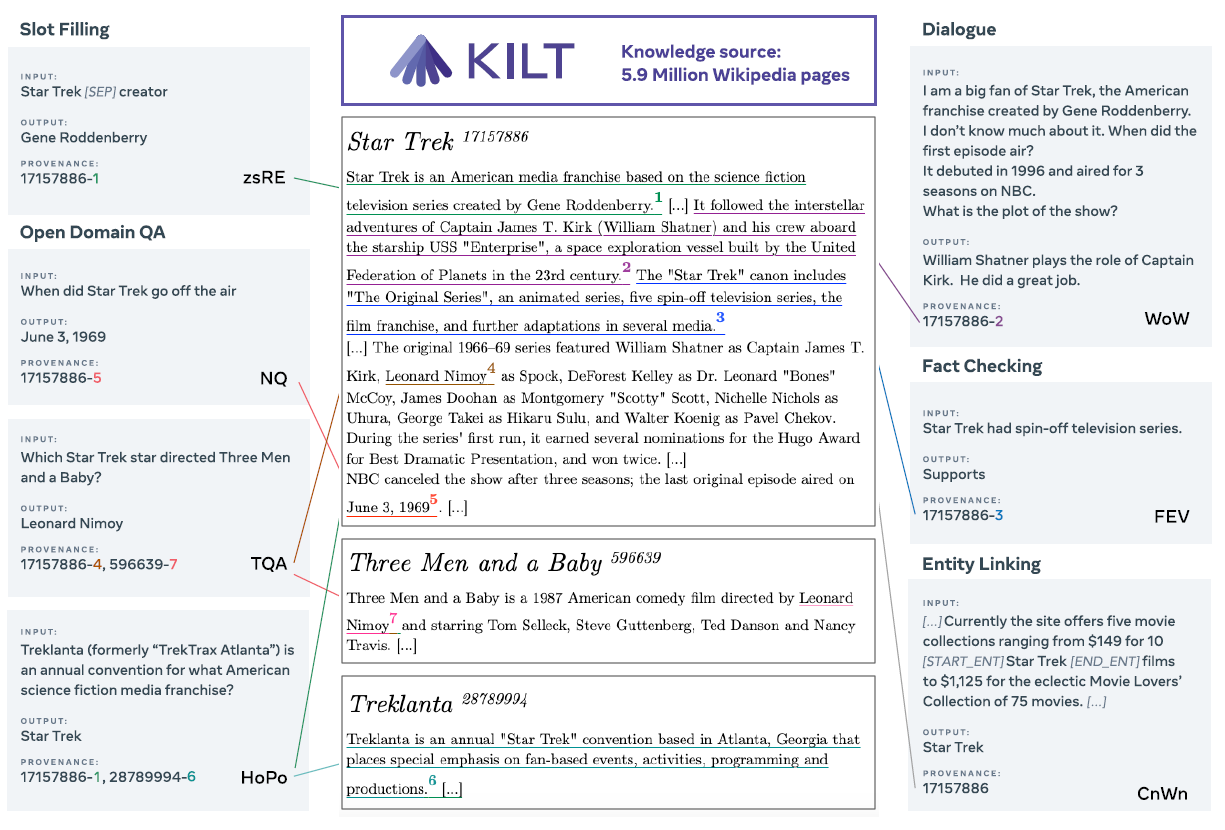 Slot Filling
INPUT:
Star Trek [SEP] creator
OUTPUT:
Gene Roddenberry
PROVENANCE:
17157886-1
zsRE
Open Domain QA
INPUT:
When did Star Trek go off the air
OUTPUT:
June 3, 1969
PROVENANCE:
17157886-5
NQ
INPUT:
Which Star Trek star directed Three Men
and a Baby?
OUTPUT:
Leonard Nimoy
PROVENANCE:
17157886-4, 596639-7
TQA
INPUT:
Treklanta (formerly “TrekTrax Atlanta”) is
an annual convention for what American
science fiction media franchise?
OUTPUT:
Star Trek
PROVENANCE:
17157886-1, 28789994-6
HoPo
KILT
Knowledge source:
5.9 Million Wikipedia pages
Star Trek 17157886
Star Trek is an American media franchise based on the science fiction
television series created by Gene Roddenberry.1 [...] It followed the interstellar
adventures of Captain James T. Kirk (William Shatner) and his crew aboard
the starship USS "Enterprise", a space exploration vessel built by the United
Federation of Planets in the 23rd century.2 The "Star Trek" canon includes
"The Original Series", an animated series, five spin-off television series, the
film franchise, and further adaptations in several media.3
[...] The original 1966–69 series featured William Shatner as Captain James T.
Kirk, Leonard Nimoy4 as Spock, DeForest Kelley as Dr. Leonard "Bones"
McCoy, James Doohan as Montgomery "Scotty" Scott, Nichelle Nichols as
Uhura, George Takei as Hikaru Sulu, and Walter Koenig as Pavel Chekov.
During the series' first run, it earned several nominations for the Hugo Award
for Best Dramatic Presentation, and won twice. [...]
NBC canceled the show after three seasons; the last original episode aired on
June 3, 19695. [...]
Three Men and a Baby 596639
Three Men and a Baby is a 1987 American comedy film directed by Leonard
Nimoy7 and starring Tom Selleck, Steve Guttenberg, Ted Danson and Nancy
Travis. [...]
Treklanta 28789994
Treklanta is an annual "Star Trek" convention based in Atlanta, Georgia that
places special emphasis on fan-based events, activities, programming and
productions.6 [...]
Dialogue
INPUT:
I am a big fan of Star Trek, the American
franchise created by Gene Roddenberry.
I don’t know much about it. When did the
first episode air?
It debuted in 1996 and aired for 3
seasons on NBC.
What is the plot of the show?
OUTPUT:
William Shatner plays the role of Captain
Kirk. He did a great job.
PROVENANCE:
17157886-2
WoW
Fact Checking
INPUT:
Star Trek had spin-off television series.
OUTPUT:
Supports
PROVENANCE:
17157886-3
FEV
Entity Linking
INPUT:
[...] Currently the site offers five movie
collections ranging from $149 for 10
[START_ENT] Star Trek [END_ENT] films
to $1,125 for the eclectic Movie Lovers’
Collection of 75 movies. [...]
OUTPUT:
Star Trek
PROVENANCE:
17157886
CnWn